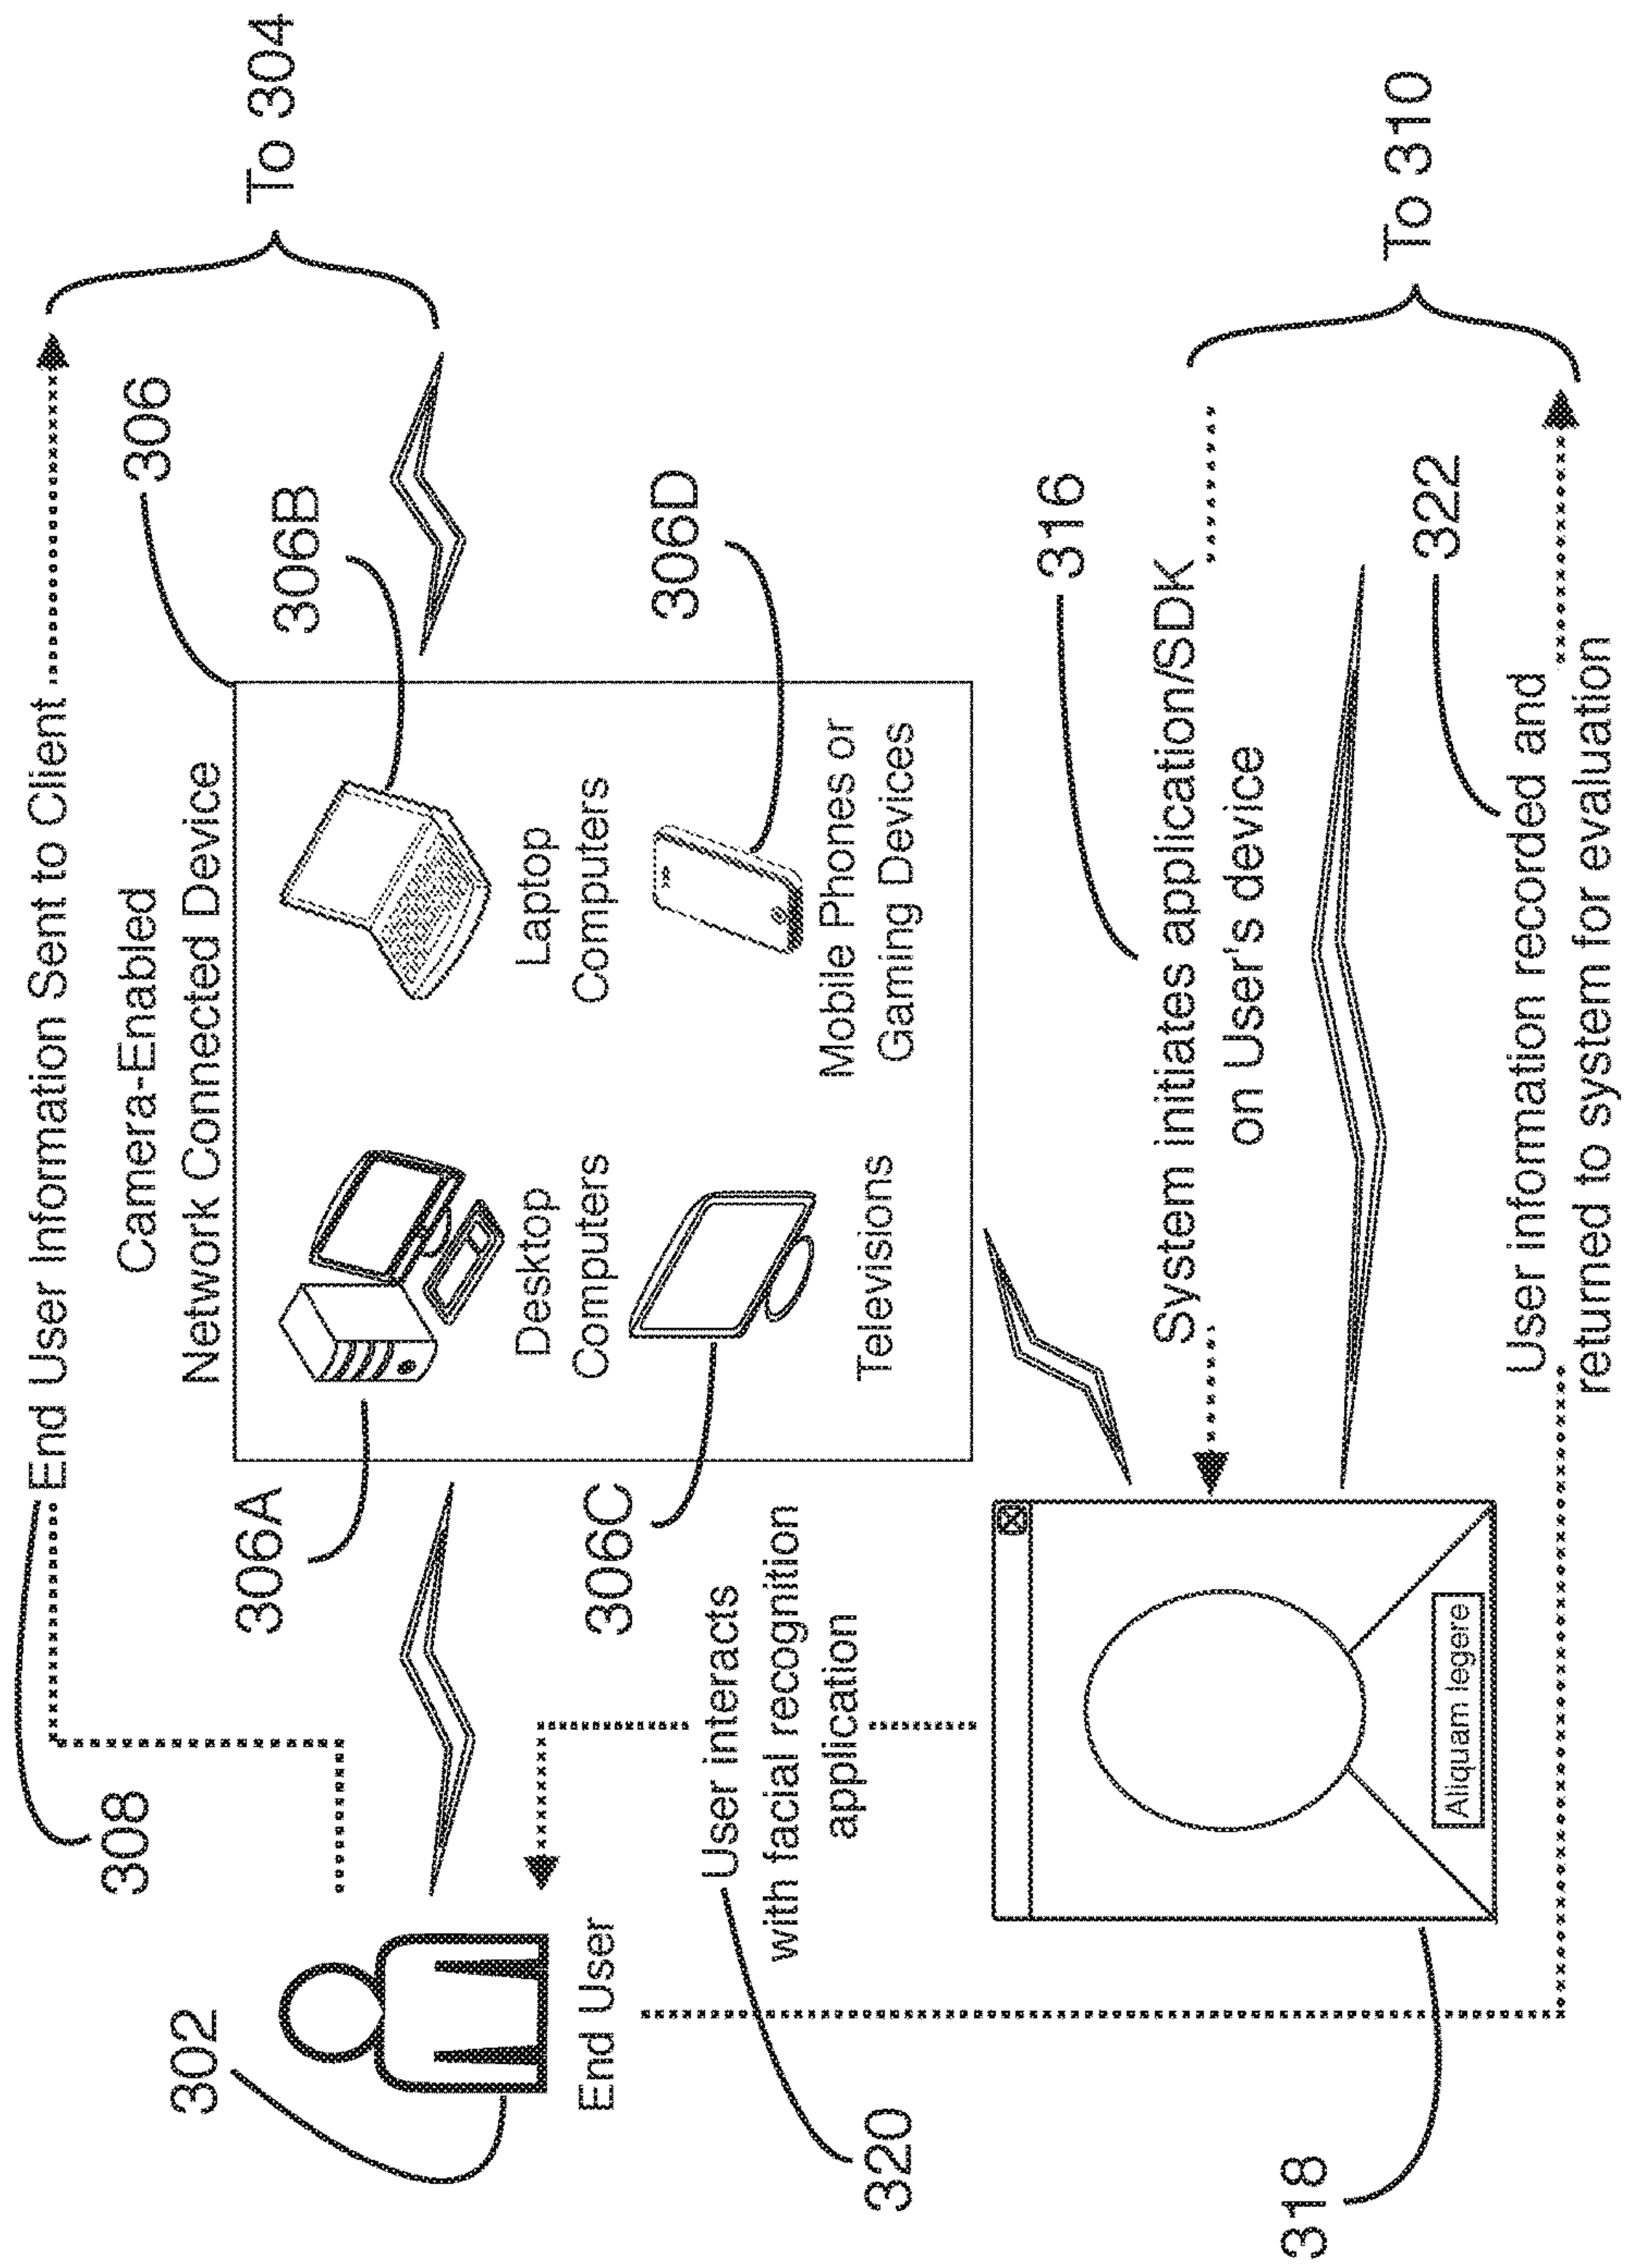 308
End User Information Sent to Client
To 304
Camera-Enabled
Network Connected Device
306
302
306A
306B
Desktop
Computers
Laptop
Computers
End User
306C
306D
Televisions
Mobile Phones or
Gaming Devices
320
User interacts
with facial recognition
application
316
System initiates application/SDK
on User's device
318
Aliquam legere
To 310
322
User information recorded and
returned to system for evaluation